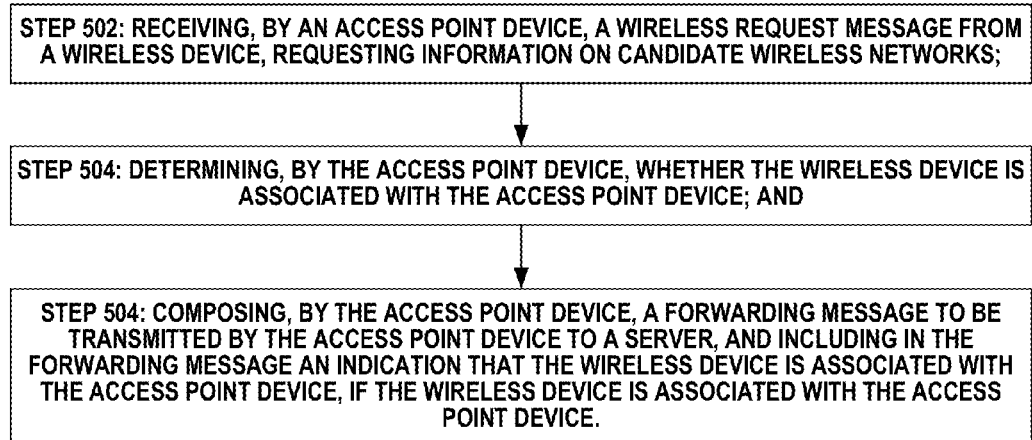 STEP 502: RECEIVING, BY AN ACCESS POINT DEVICE, A WIRELESS REQUEST MESSAGE FROM
A WIRELESS DEVICE, REQUESTING INFORMATION ON CANDIDATE WIRELESS NETWORKS;
STEP 504: DETERMINING, BY THE ACCESS POINT DEVICE, WHETHER THE WIRELESS DEVICE IS
ASSOCIATED WITH THE ACCESS POINT DEVICE; AND
STEP 504: COMPOSING, BY THE ACCESS POINT DEVICE, A FORWARDING MESSAGE TO BE
TRANSMITTED BY THE ACCESS POINT DEVICE TO A SERVER, AND INCLUDING IN THE
FORWARDING MESSAGE AN INDICATION THAT THE WIRELESS DEVICE IS ASSOCIATED WITH
THE ACCESS POINT DEVICE, IF THE WIRELESS DEVICE IS ASSOCIATED WITH THE ACCESS
POINT DEVICE.